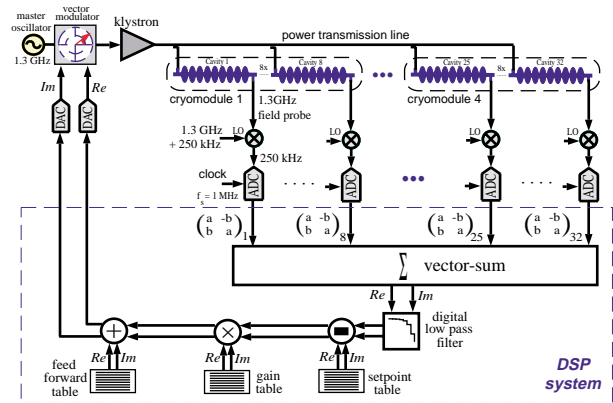 master oscillator
vector modulator
klystron
power transmission line
1.3 GHz
Cavity 1
8x
Cavity 8
Cavity 25
8x
Cavity 32
cryomodule 1
cryomodule 4
Im
Re
DAC
DAC
1.3GHz
field probe
LO
LO
LO
LO
1.3 GHz
+ 250 kHz
250 kHz
clock
f s = 1 MHz
ADC
ADC
ADC
ADC
(a -b
b a) 1
(a -b
b a) 8
(a -b
b a) 25
(a -b
b a) 32
Σ vector-sum
Re Im
digital
low pass
filter
+
×
Re Im
Re Im
Re Im
feed
forward
table
gain
table
setpoint
table
DSP
system